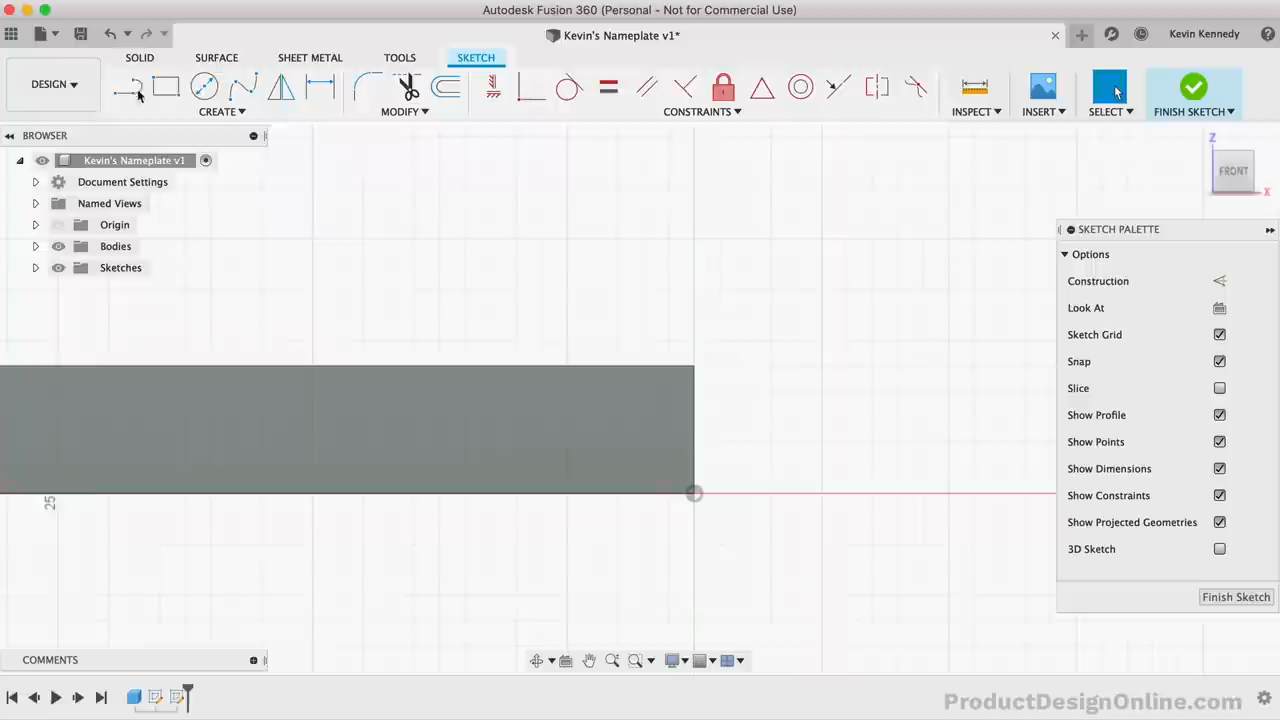 Autodesk Fusion 360 (Personal - Not for Commercial Use)
Kevin's Nameplate v1*
Kevin Kennedy
DESIGN
SOLID
SURFACE
SHEET METAL
TOOLS
SKETCH
CREATE
MODIFY
CONSTRAINTS
INSPECT
INSERT
SELECT
FINISH SKETCH
BROWSER
Kevin's Nameplate v1
Document Settings
Named Views
Origin
Bodies
Sketches
Z
FRONT
X
SKETCH PALETTE
Options
Construction
Look At
Sketch Grid
Snap
Slice
Show Profile
Show Points
Show Dimensions
Show Constraints
Show Projected Geometries
3D Sketch
Finish Sketch
25
COMMENTS
ProductDesignOnline.com